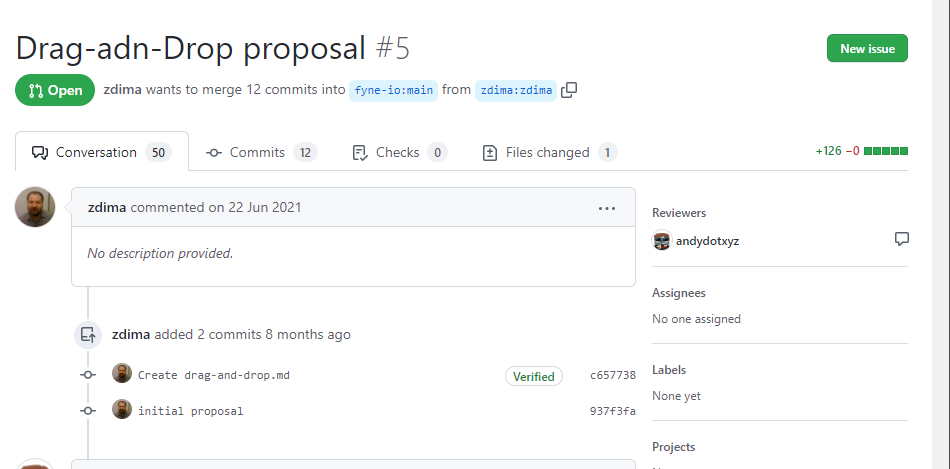 Drag-adn-Drop proposal #5
New issue
Open
zdima wants to merge 12 commits into fyne-io:main from zdima:zdima
Conversation 50
Commits 12
Checks 0
Files changed 1
+126 −0
zdima commented on 22 Jun 2021
No description provided.
zdima added 2 commits 8 months ago
Create drag-and-drop.md
Verified
c657738
initial proposal
937f3fa
Reviewers
andydotxyz
Assignees
No one assigned
Labels
None yet
Projects